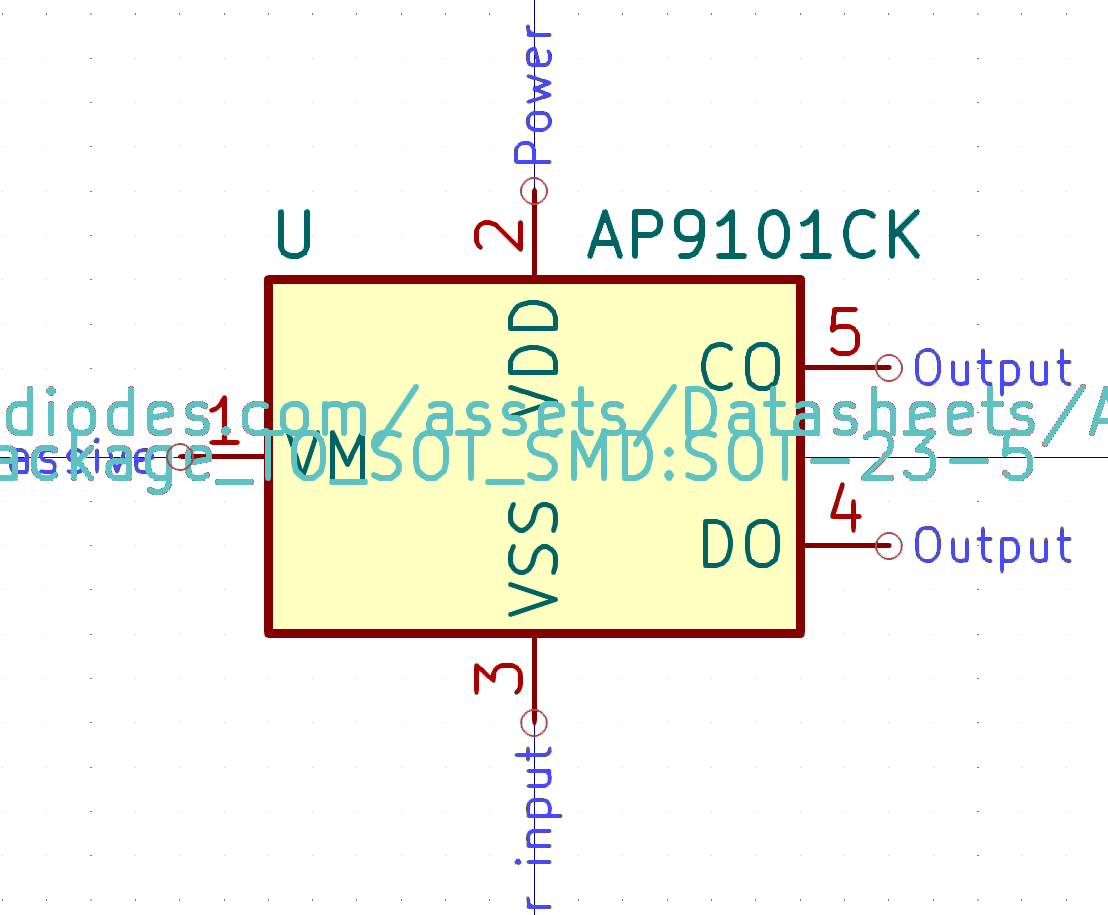 Power
2
U
AP9101CK
VDD
5
CO
Output
diodes.com/assets/Datasheets/A
1
assive
VM
ackage_TO_SOT_SMD:SOT-23-5
4
DO
Output
VSS
3
r input